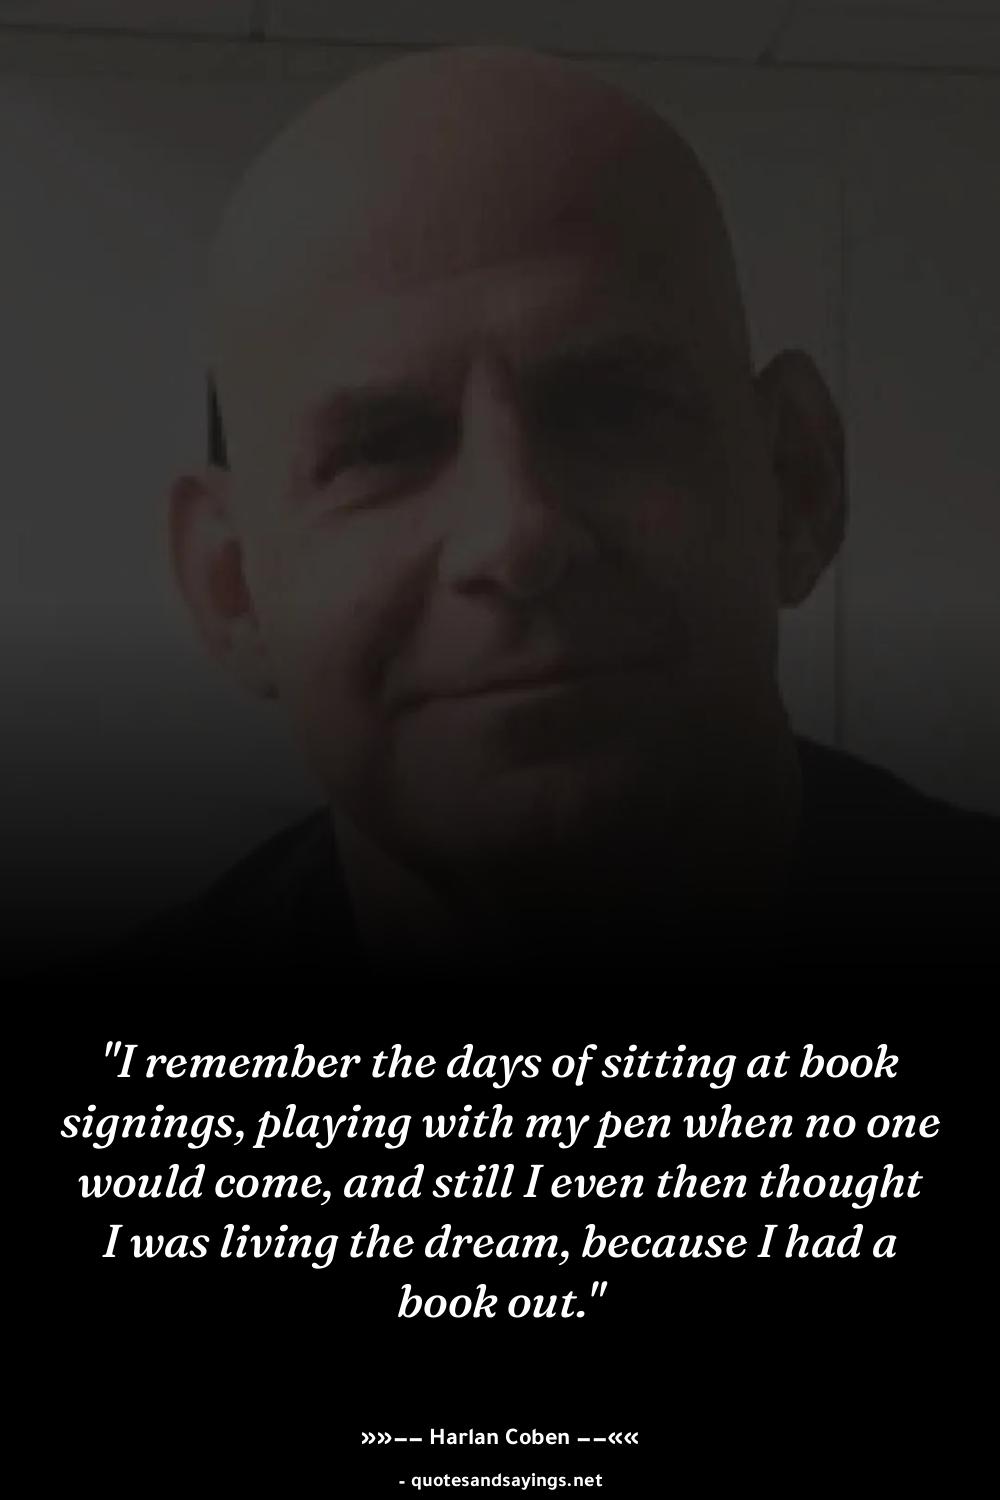 "I remember the days of sitting at book
signings, playing with my pen when no one
would come, and still I even then thought
I was living the dream, because I had a
book out."
»»—— Harlan Coben ——««
- quotesandsayings.net